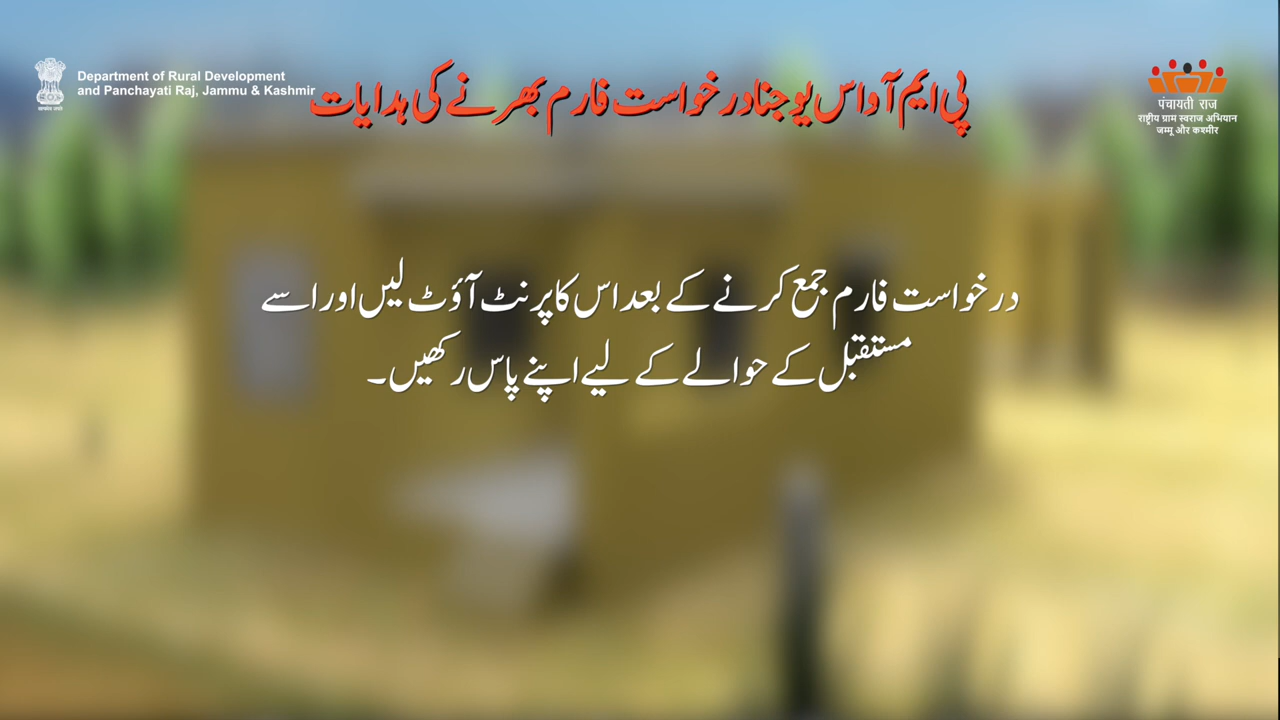 Department of Rural Development
and Panchayati Raj, Jammu & Kashmir
پی ایم آواس یوجنا درخواست فارم بھرنے کی ہدایات
पंचायती राज
राष्ट्रीय ग्राम स्वराज अभियान
जम्मू और कश्मीर
درخواست فارم جمع کرنے کے بعد اس کا پرنٹ آؤٹ لیں اور اسے
مستقبل کے حوالے کے لیے اپنے پاس رکھیں۔